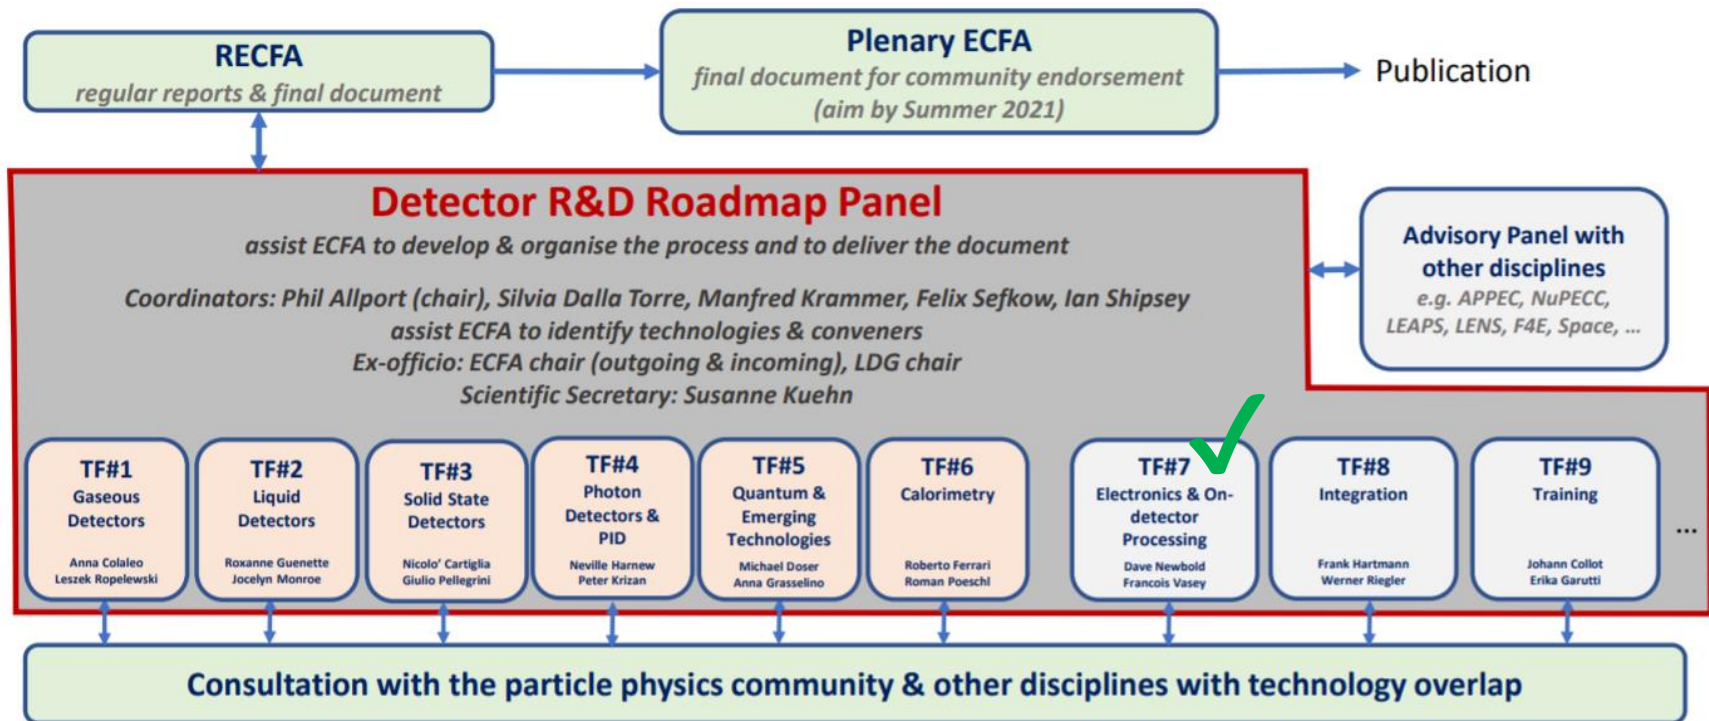 RECFA
regular reports & final document
Plenary ECFA
final document for community endorsement
(aim by Summer 2021)
Publication
Detector R&D Roadmap Panel
assist ECFA to develop & organise the process and to deliver the document
Coordinators: Phil Allport (chair), Silvia Dalla Torre, Manfred Krammer, Felix Sefkow, Ian Shipsey
assist ECFA to identify technologies & conveners
Ex-officio: ECFA chair (outgoing & incoming), LDG chair
Scientific Secretary: Susanne Kuehn
Advisory Panel with
other disciplines
e.g. APPEC, NuPECC,
LEAPS, LENS, F4E, Space, ...
TF#1
Gaseous
Detectors
Anna Colaleo
Leszek Ropelewski
TF#2
Liquid
Detectors
Roxanne Guenette
Jocelyn Monroe
TF#3
Solid State
Detectors
Nicolo' Cartiglia
Giulio Pellegrini
TF#4
Photon
Detectors &
PID
Neville Harnew
Peter Krizan
TF#5
Quantum &
Emerging
Technologies
Michael Doser
Anna Grasselino
TF#6
Calorimetry
Roberto Ferrari
Roman Poeschl
TF#7
Electronics & On-
detector
Processing
Dave Newbold
Francois Vasey
TF#8
Integration
Frank Hartmann
Werner Riegler
TF#9
Training
Johann Collot
Erika Garutti
...
Consultation with the particle physics community & other disciplines with technology overlap